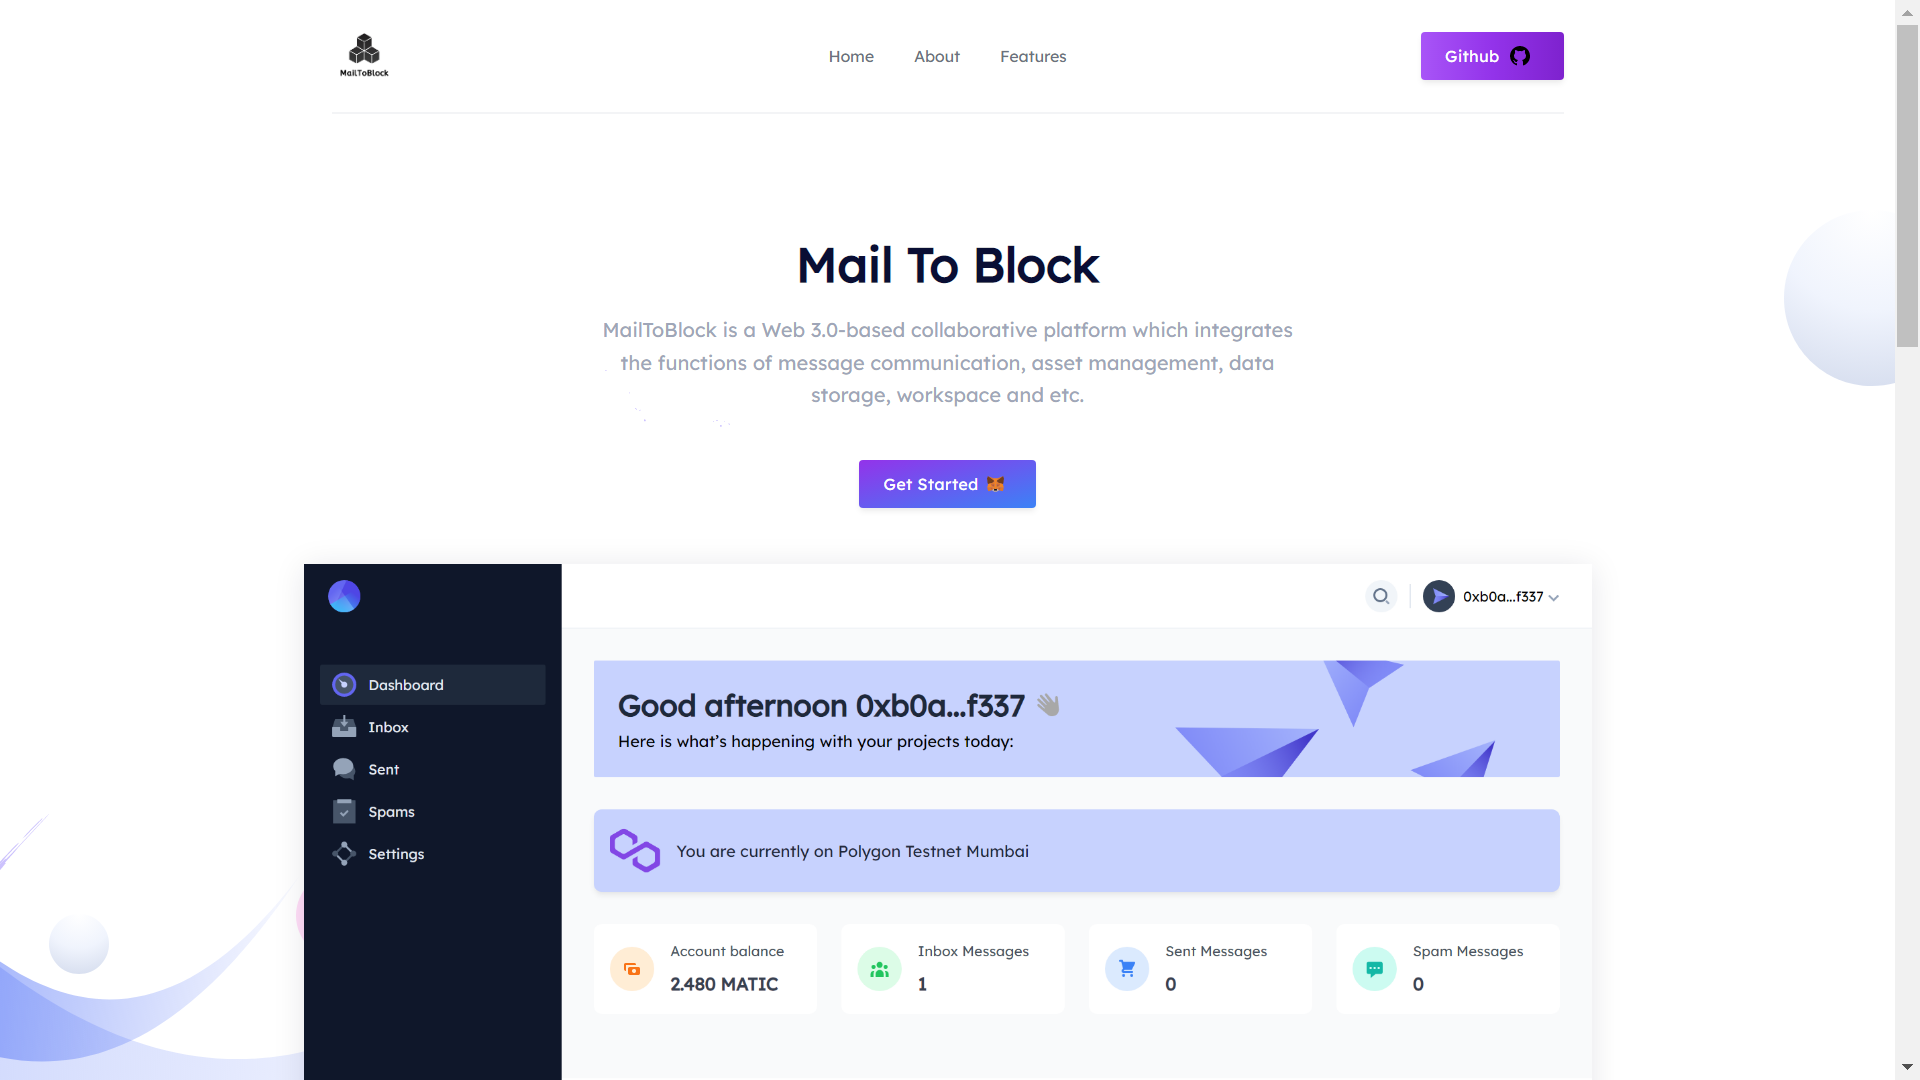 MailToBlock
Home
About
Features
Github
Mail To Block
MailToBlock is a Web 3.0-based collaborative platform which integrates
the functions of message communication, asset management, data
storage, workspace and etc.
Get Started
0xb0a...f337
Dashboard
Inbox
Sent
Spams
Settings
Good afternoon 0xb0a...f337 👋
Here is what’s happening with your projects today:
You are currently on Polygon Testnet Mumbai
Account balance
2.480 MATIC
Inbox Messages
1
Sent Messages
0
Spam Messages
0